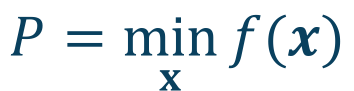 P = min f(x)
x